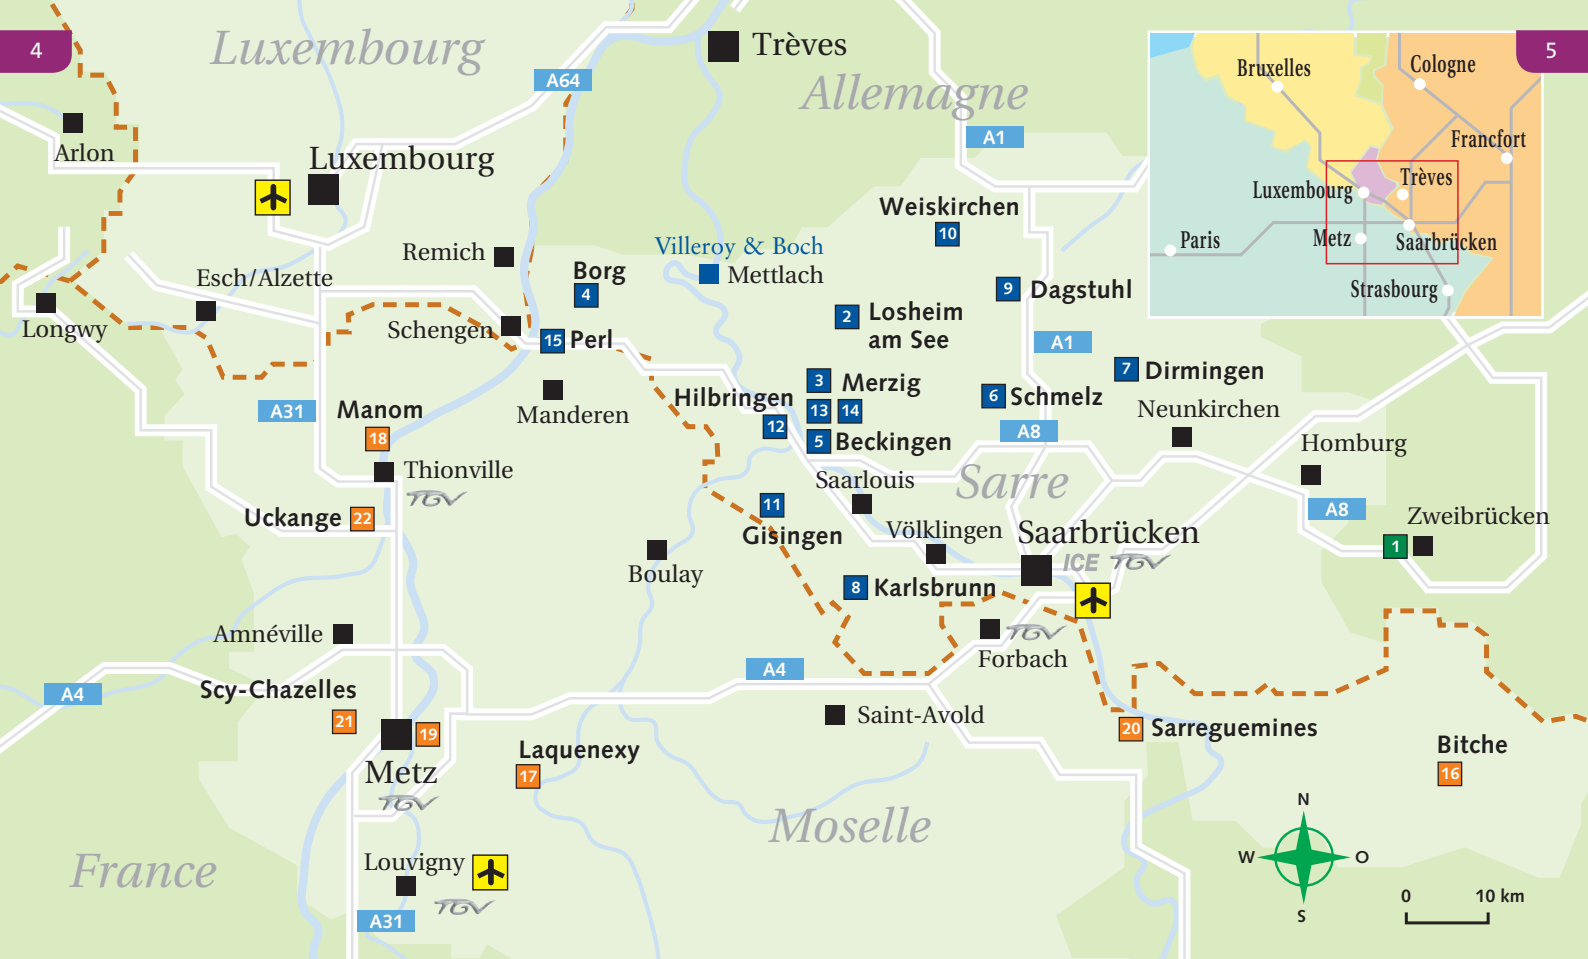 4
5
Luxembourg
Trèves
Allemagne
A64
A1
Arlon
Luxembourg
Weiskirchen
10
Remich
Villeroy & Boch
Mettlach
Borg
4
Esch/Alzette
9 Dagstuhl
Longwy
Schengen
15 Perl
2 Losheim
am See
A1
7 Dirmingen
A31
Manom
18
Manderen
Hilbringen
12
3 Merzig
13 14
5 Beckingen
6 Schmelz
A8
Neunkirchen
Homburg
Thionville
TGV
Saarlouis
Sarre
A8
Uckange 22
11
Gisingen
Völklingen
Saarbrücken
ICE TGV
Zweibrücken
1
Boulay
8 Karlsbrunn
Amnéville
TGV
Forbach
A4
A4
Scy-Chazelles
21
19
Metz
TGV
Saint-Avold
20 Sarreguemines
Laquenexy
17
Bitche
16
Moselle
France
Louvigny
TGV
A31
N
W
O
S
0
10 km
Bruxelles
Cologne
Francfort
Trèves
Luxembourg
Paris
Metz
Saarbrücken
Strasbourg